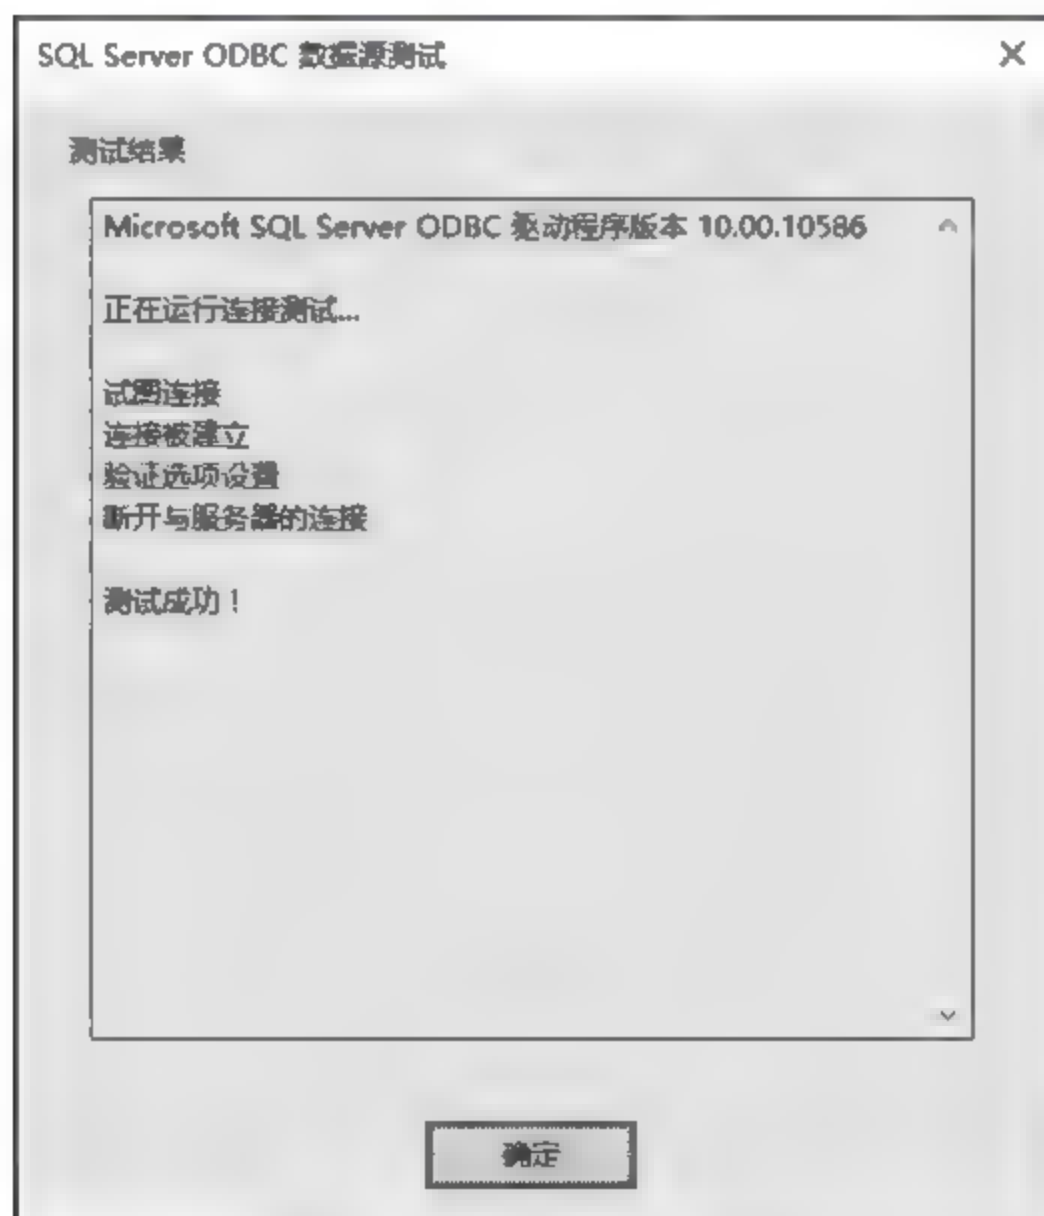 SQL Server ODBC 数据源测试
测试结果
Microsoft SQL Server ODBC 驱动程序版本 10.00.10586
正在运行连接测试...
试图连接
连接被建立
验证选项设置
断开与服务器的连接
测试成功！
确定